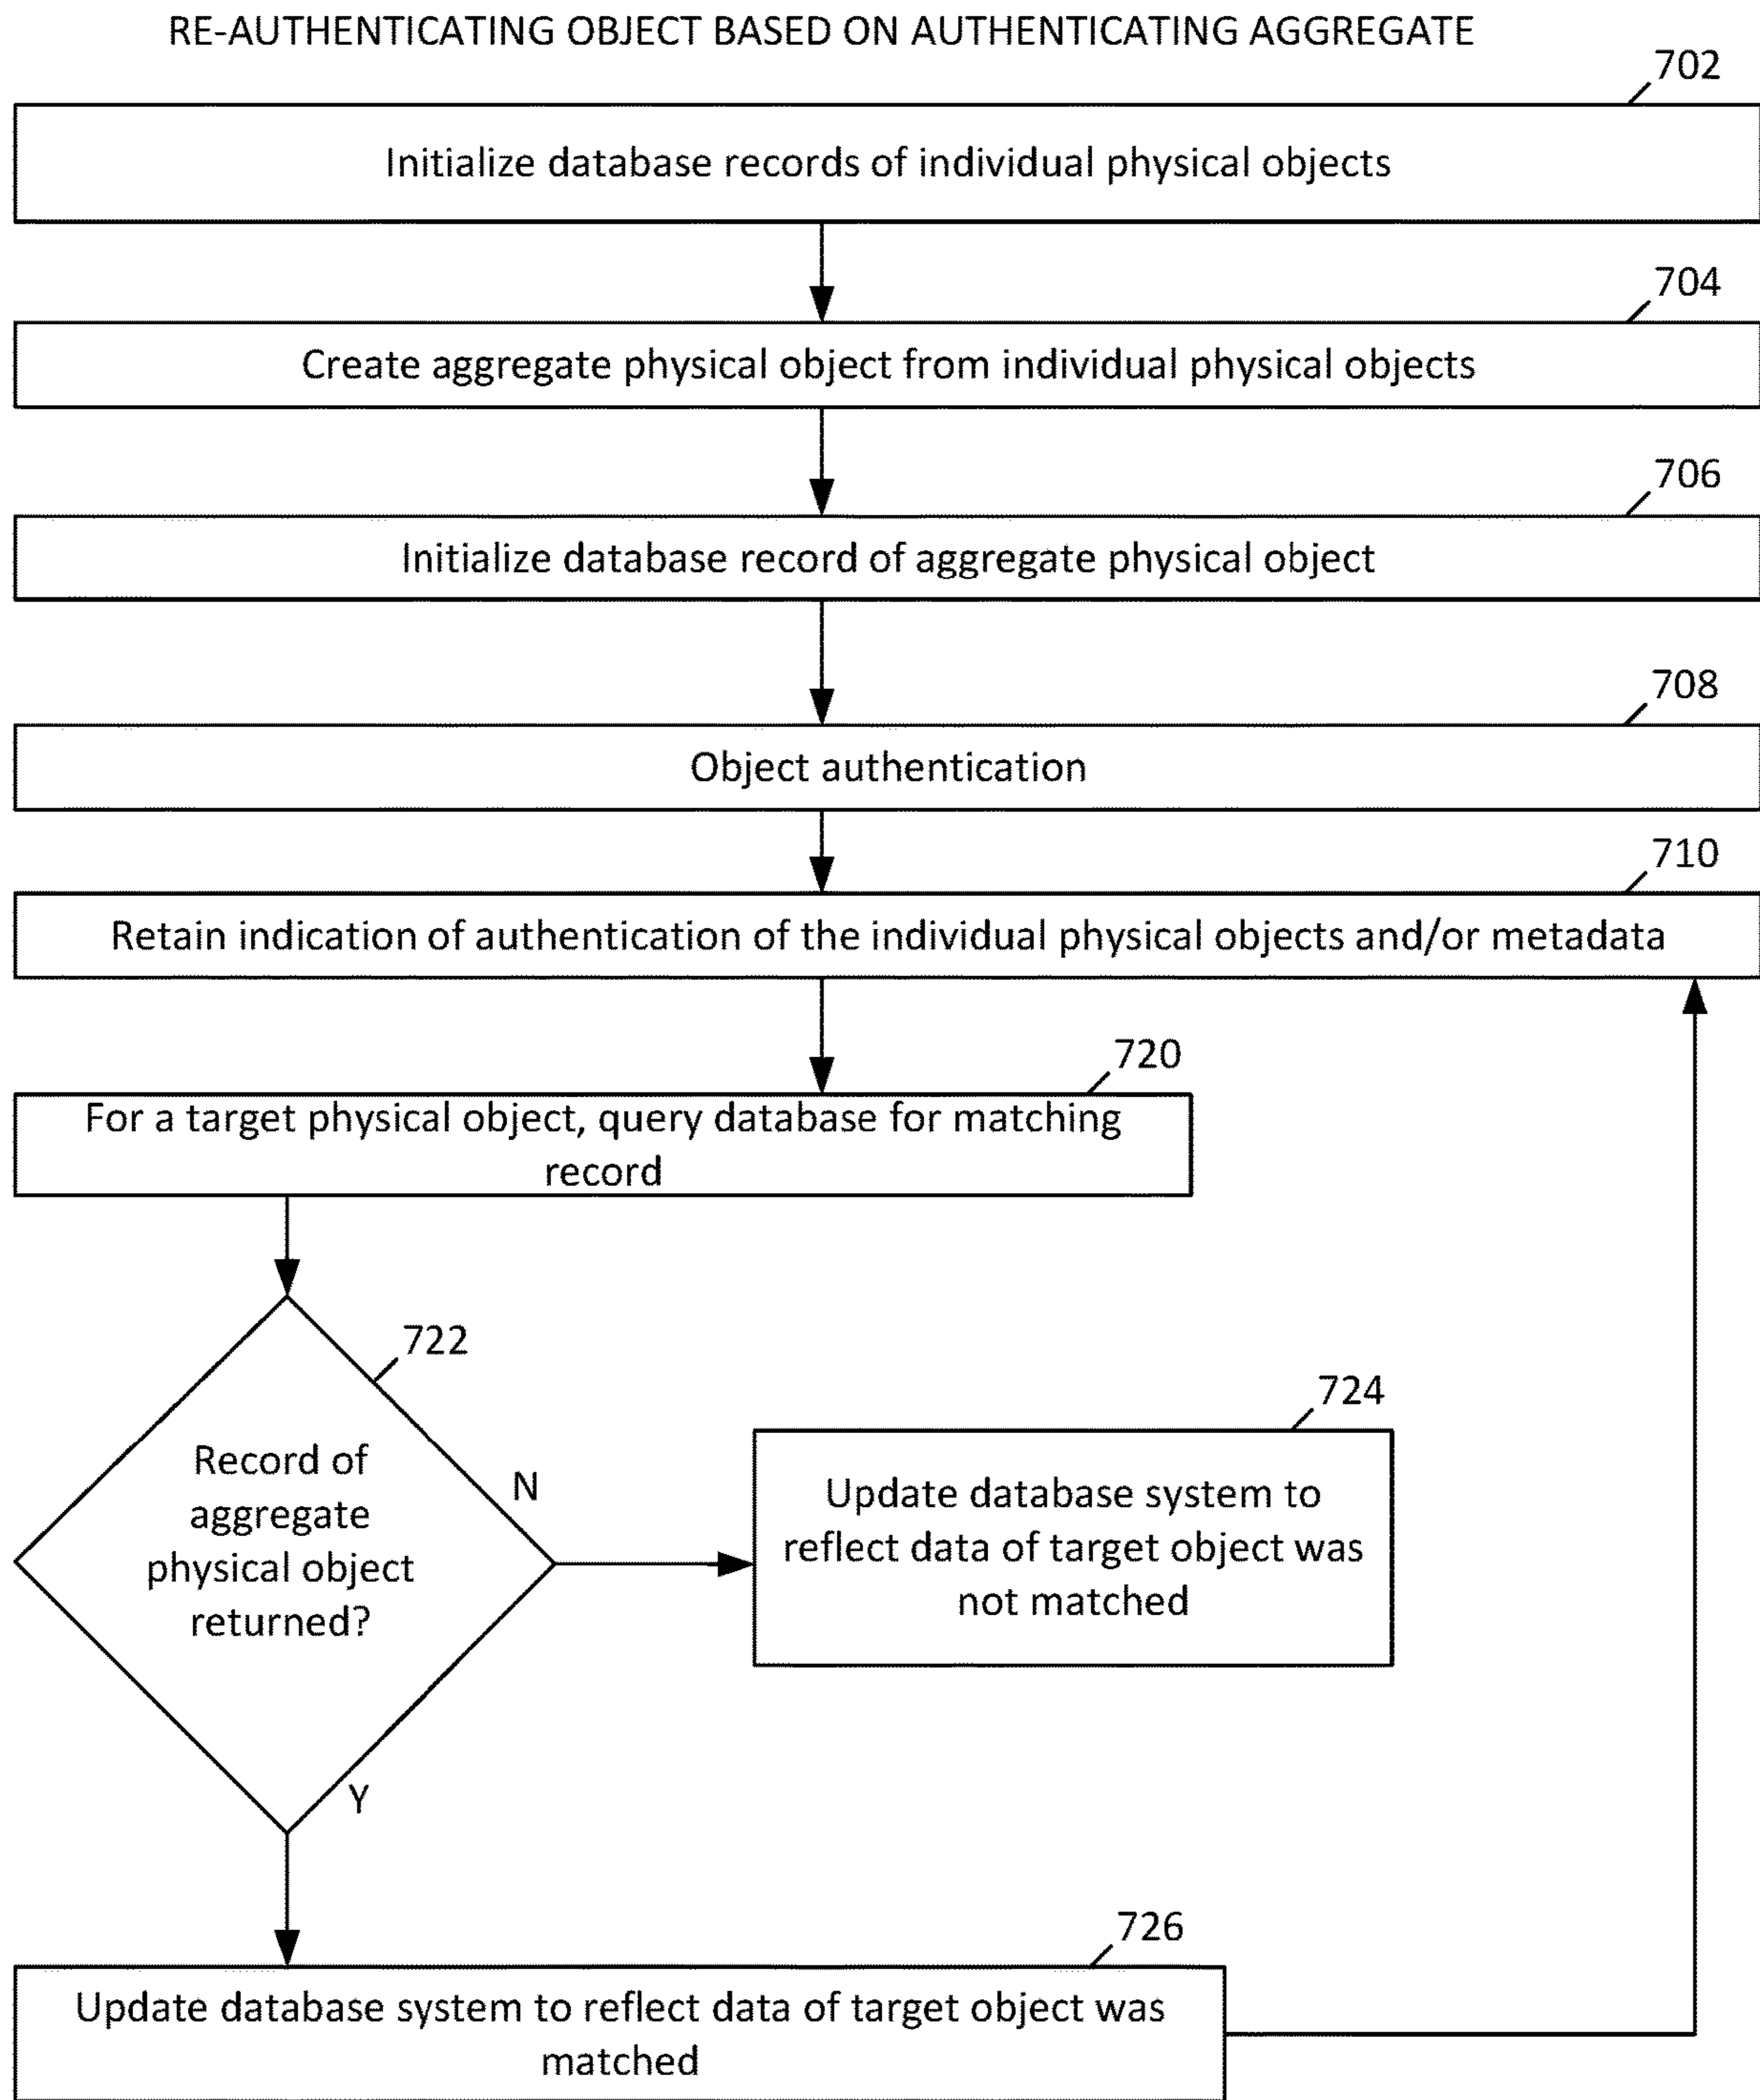 RE-AUTHENTICATING OBJECT BASED ON AUTHENTICATING AGGREGATE
702
Initialize database records of individual physical objects
704
Create aggregate physical object from individual physical objects
706
Initialize database record of aggregate physical object
708
Object authentication
710
Retain indication of authentication of the individual physical objects and/or metadata
720
For a target physical object, query database for matching
record
722
Record of
aggregate
physical object
returned?
N
724
Update database system to
reflect data of target object was
not matched
Y
726
Update database system to reflect data of target object was
matched